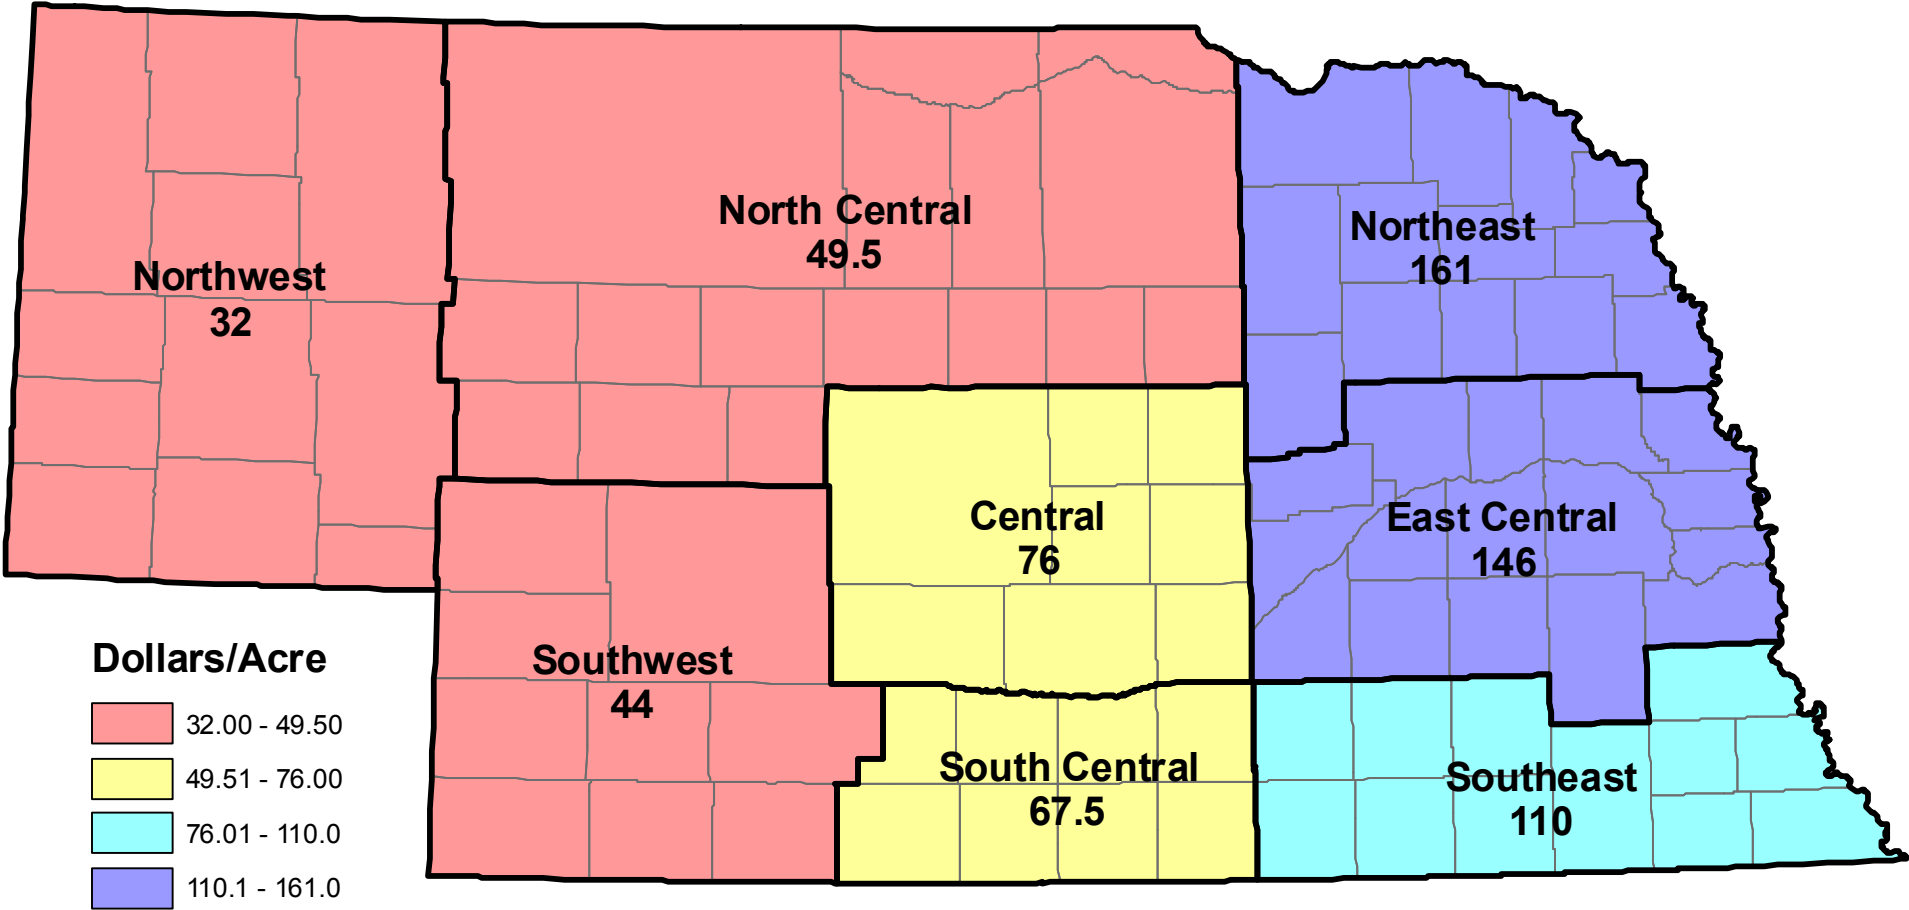 North Central
49.5
Northeast
161
Northwest
32
Central
76
East Central
146
Southwest
44
South Central
67.5
Southeast
110
Dollars/Acre
32.00 - 49.50
49.51 - 76.00
76.01 - 110.0
110.1 - 161.0